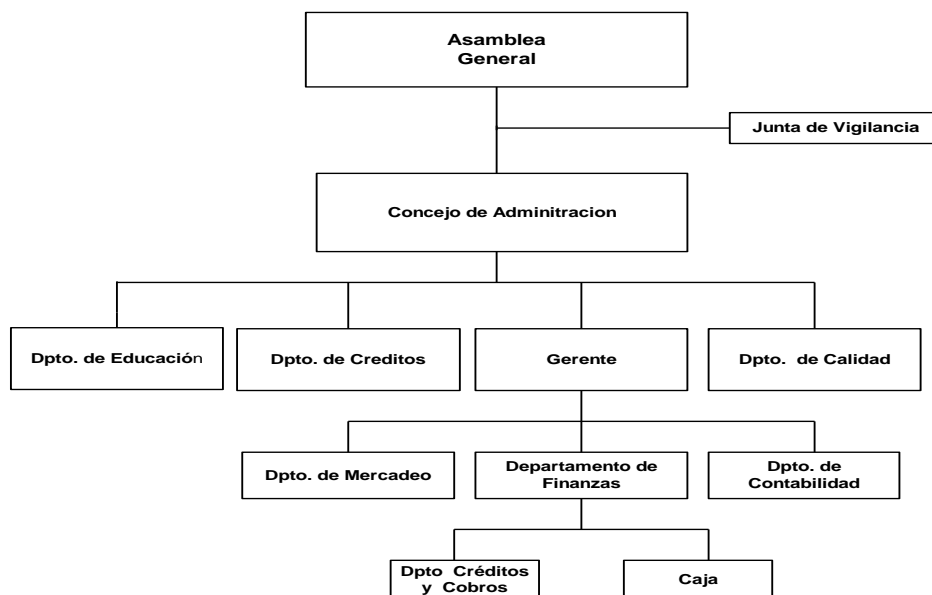 Asamblea
General
Junta de Vigilancia
Concejo de Adminitracion
Dpto. de Educación
Dpto. de Creditos
Gerente
Dpto. de Calidad
Dpto. de Mercadeo
Departamento de
Finanzas
Dpto. de
Contabilidad
Dpto Créditos
y Cobros
Caja